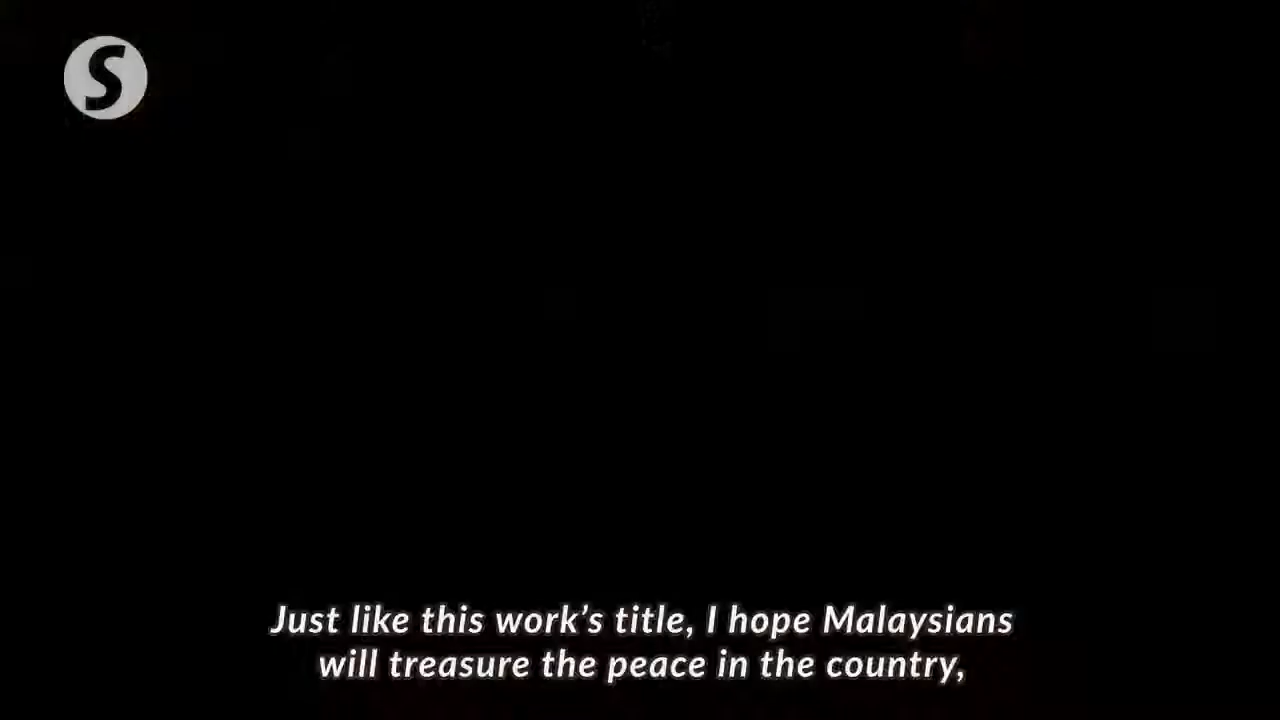 S
Just like this work’s title, I hope Malaysians
will treasure the peace in the country,